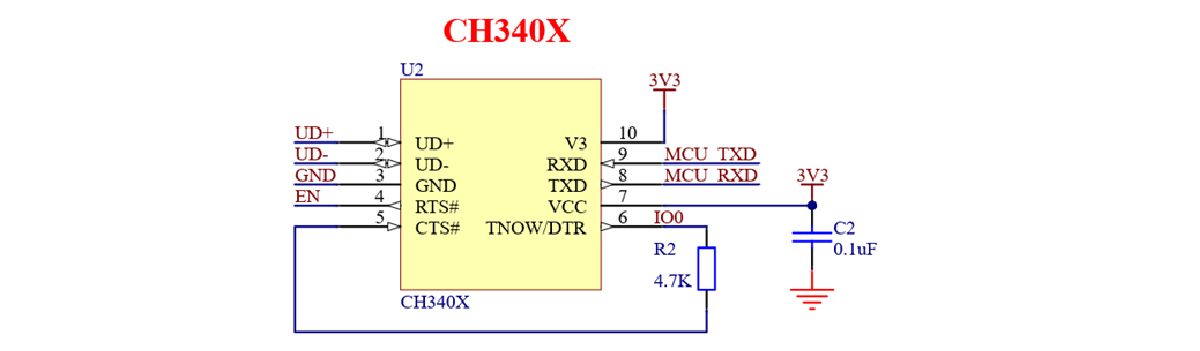 CH340X
U2
3V3
UD+ 1 UD+ V3 10
UD- 2 UD- RXD 9 MCU_TXD
GND 3 GND TXD 8 MCU_RXD
EN 4 RTS# VCC 7 3V3
5 CTS# TNOW/DTR 6 IO0
C2
0.1uF
R2
4.7K
CH340X